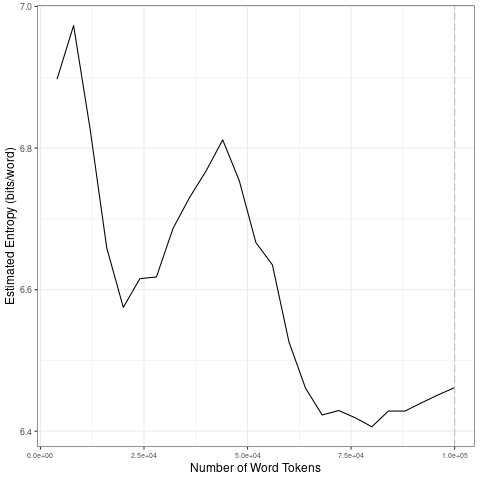 Estimated Entropy (bits/word)
7.0
6.8
6.6
6.4
0.0e+00 2.5e+04 5.0e+04 7.5e+04 1.0e+05
Number of Word Tokens